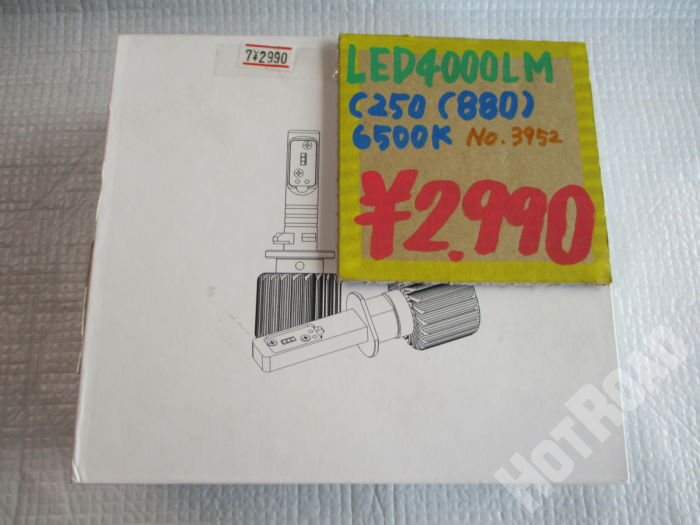 7¥2990
LED4000LM
C250 (880)
6500K No.3952
¥2.990
HOTROAD